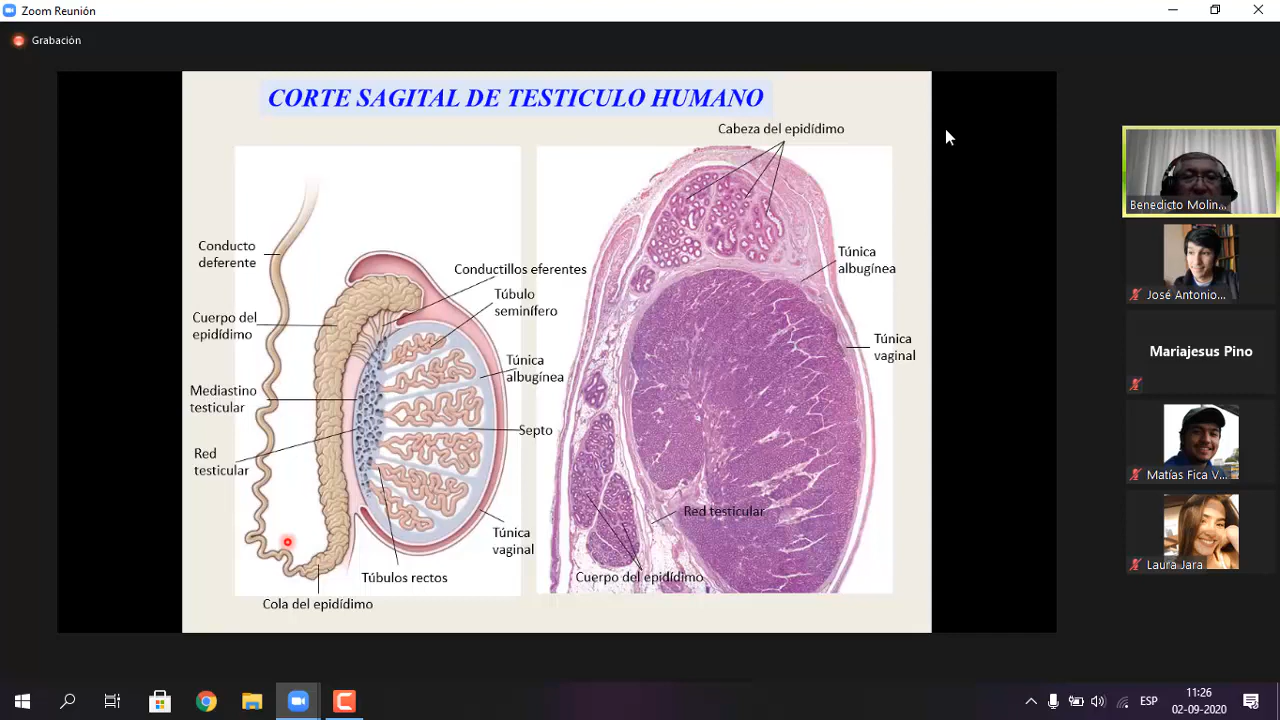 Zoom Reunión
Grabación
CORTE SAGITAL DE TESTICULO HUMANO
Cabeza del epidídimo
Conducto
deferente
Conductillos eferentes
Túbulo
seminífero
Túnica
albugínea
Cuerpo del
epidídimo
Túnica
albugínea
Túnica
vaginal
Mediastino
testicular
Septo
Red
testicular
Red testicular
Túnica
vaginal
Túbulos rectos
Cuerpo del epidídimo
Cola del epidídimo
Benedicto Molin...
José Antonio...
Mariajesus Pino
Matías Fica V...
Laura Jara
ESP
11:26
02-09-2020